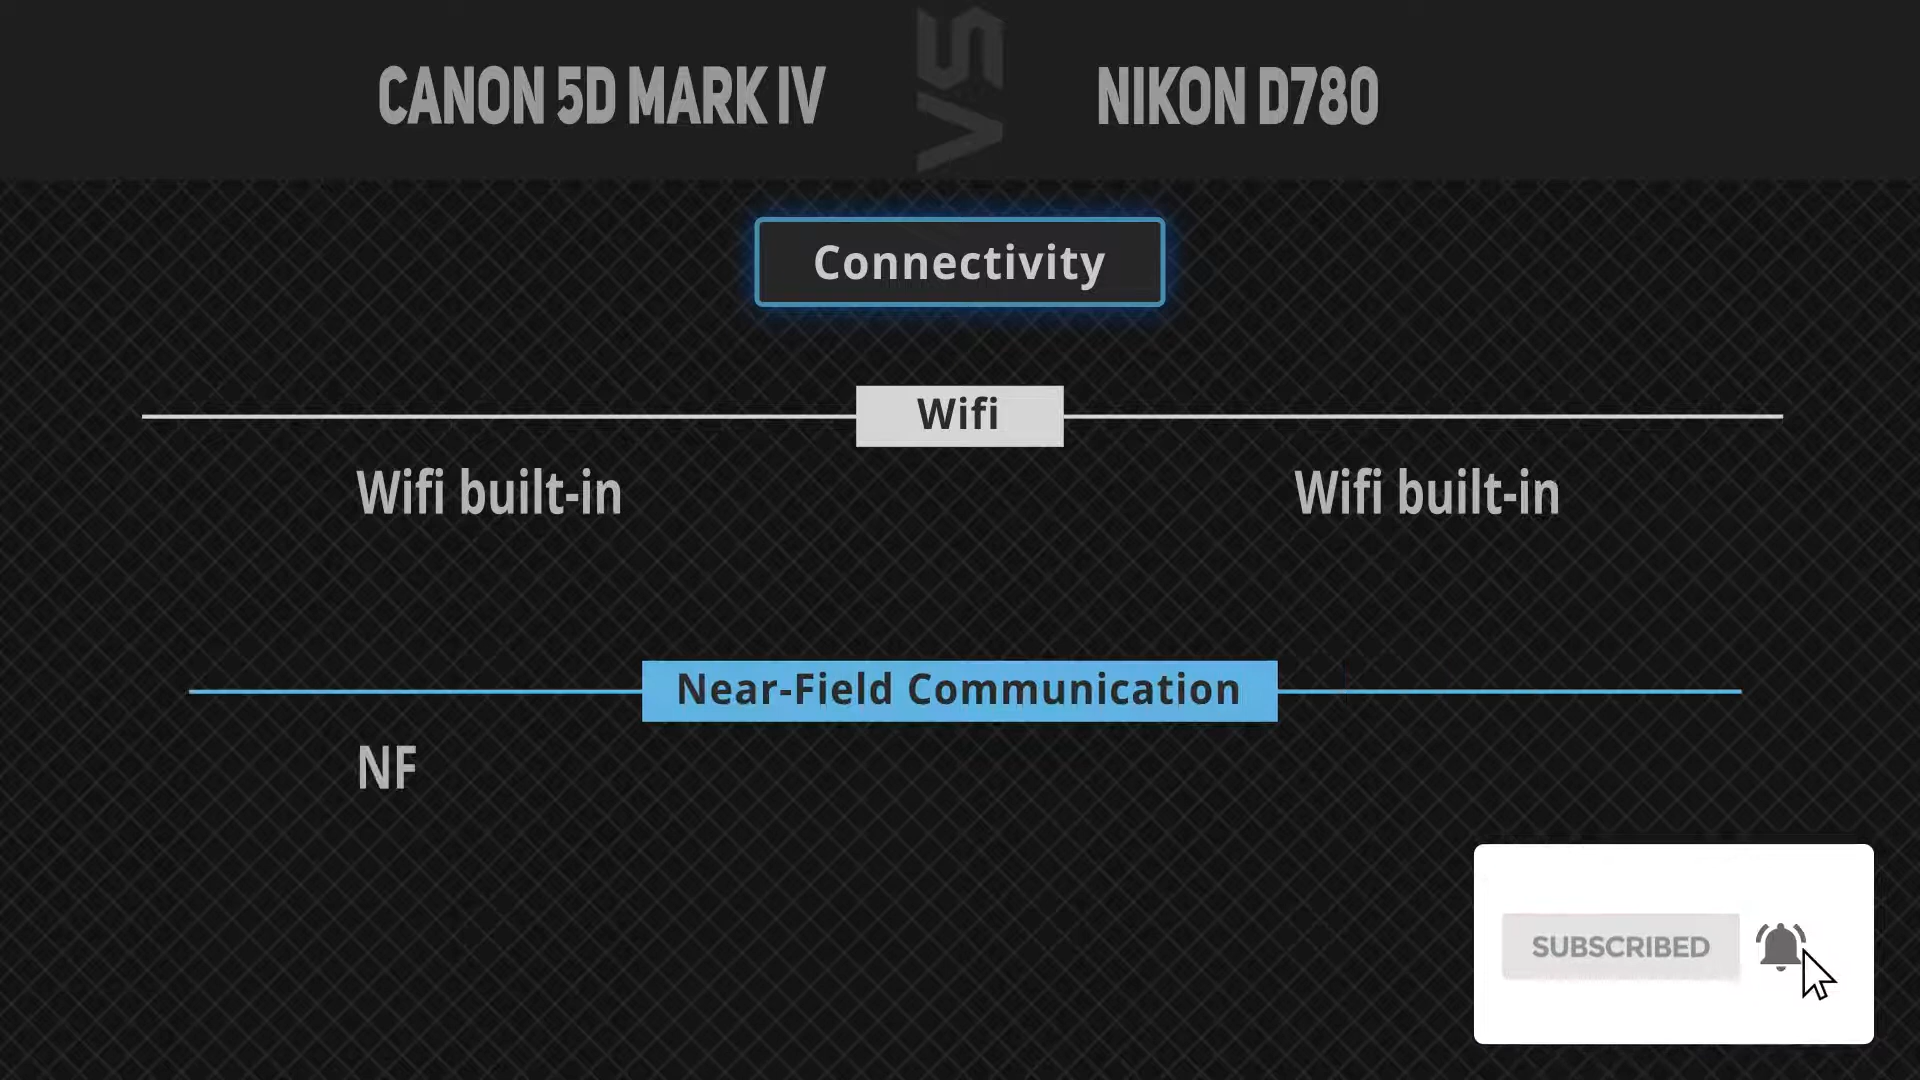 CANON 5D MARK IV
VS
NIKON D780
Connectivity
Wifi
Wifi built-in
Wifi built-in
Near-Field Communication
NF
SUBSCRIBED